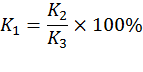 K₁ = K₂/K₃ × 100%